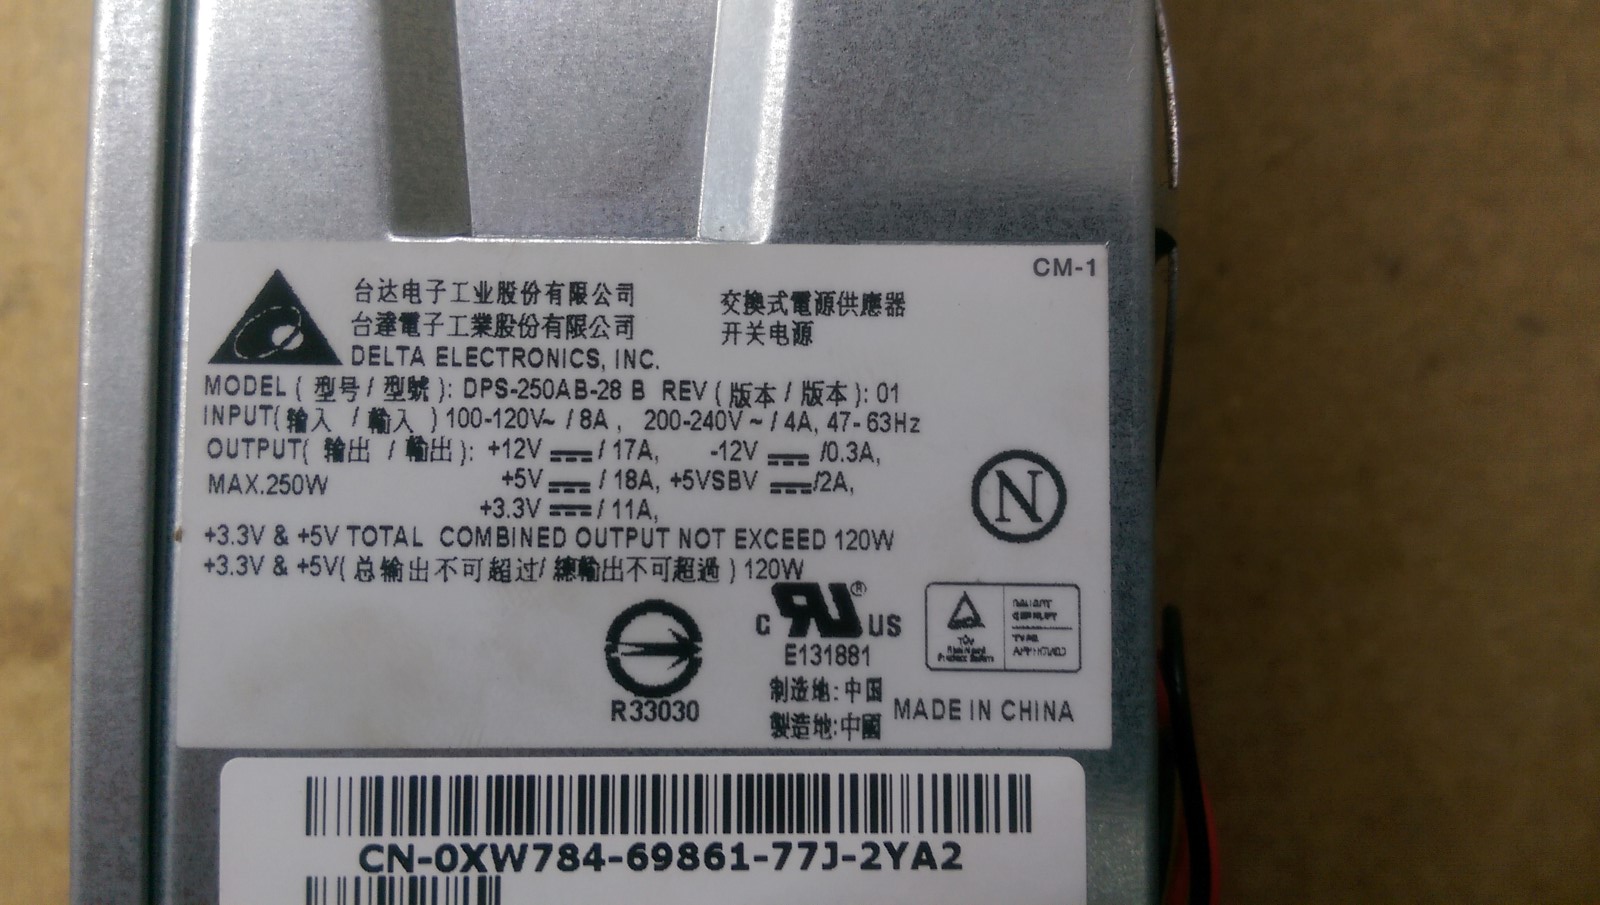 CM-1
台达电子工业股份有限公司
台達電子工業股份有限公司
DELTA ELECTRONICS, INC.
交換式電源供應器
开关电源
MODEL ( 型号 / 型號 ): DPS-250AB-28 B REV ( 版本 / 版本 ): 01
INPUT( 输入 / 輸入 ) 100-120V~ / 8A , 200-240V ~ / 4A, 47-63Hz
OUTPUT( 输出 / 輸出 ): +12V ⎓ / 17A, -12V ⎓ /0.3A,
MAX.250W +5V ⎓ / 18A, +5VSBV ⎓/2A,
+3.3V ⎓ / 11A,
+3.3V & +5V TOTAL COMBINED OUTPUT NOT EXCEED 120W
+3.3V & +5V( 总输出不可超过/ 總輸出不可超過 ) 120W
N
R33030
C UR ® US
E131881
制造地: 中国
製造地:中國
MADE IN CHINA
TÜV
TYPE
APPROVED
CN-0XW784-69861-77J-2YA2